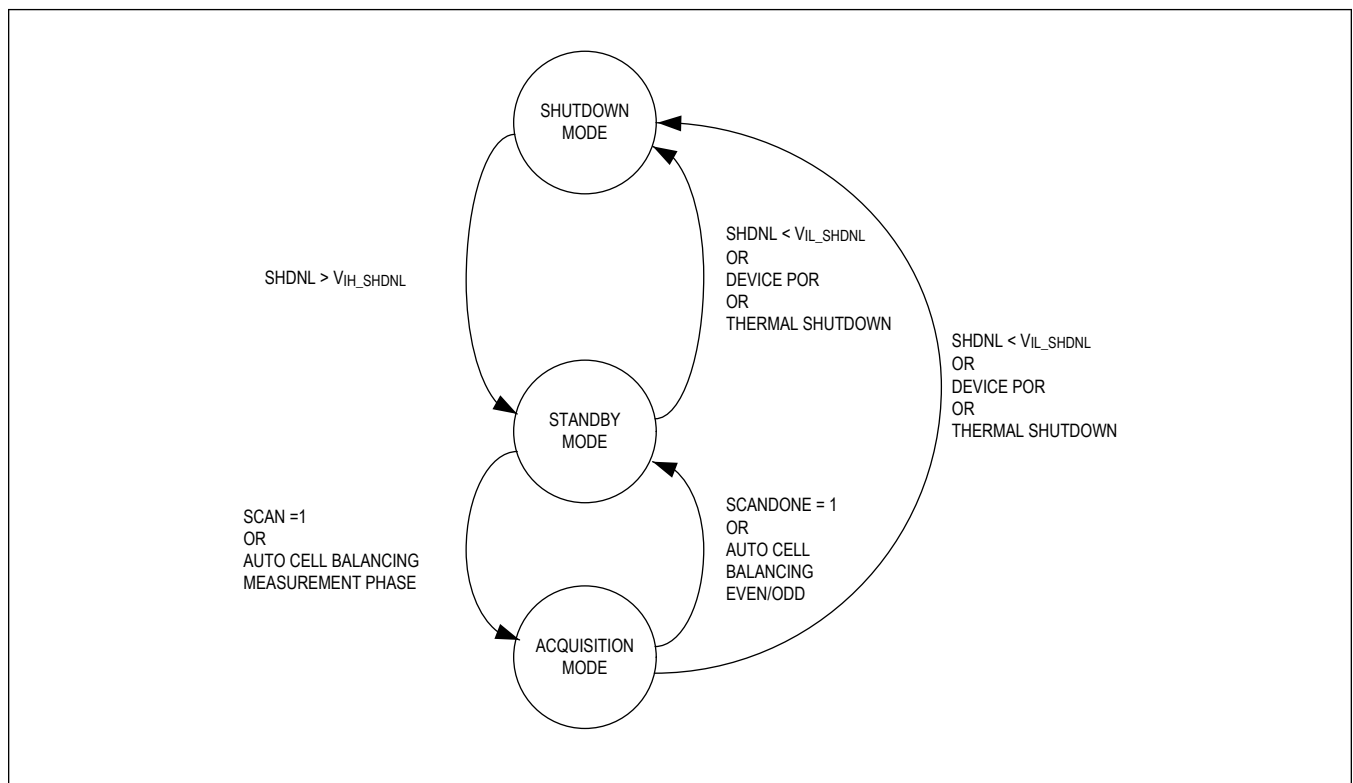 SHUTDOWN
MODE
SHDNL > VIH_SHDNL
SHDNL < VIL_SHDNL
OR
DEVICE POR
OR
THERMAL SHUTDOWN
SHDNL < VIL_SHDNL
OR
DEVICE POR
OR
THERMAL SHUTDOWN
STANDBY
MODE
SCAN =1
OR
AUTO CELL BALANCING
MEASUREMENT PHASE
SCANDONE = 1
OR
AUTO CELL
BALANCING
EVEN/ODD
ACQUISITION
MODE